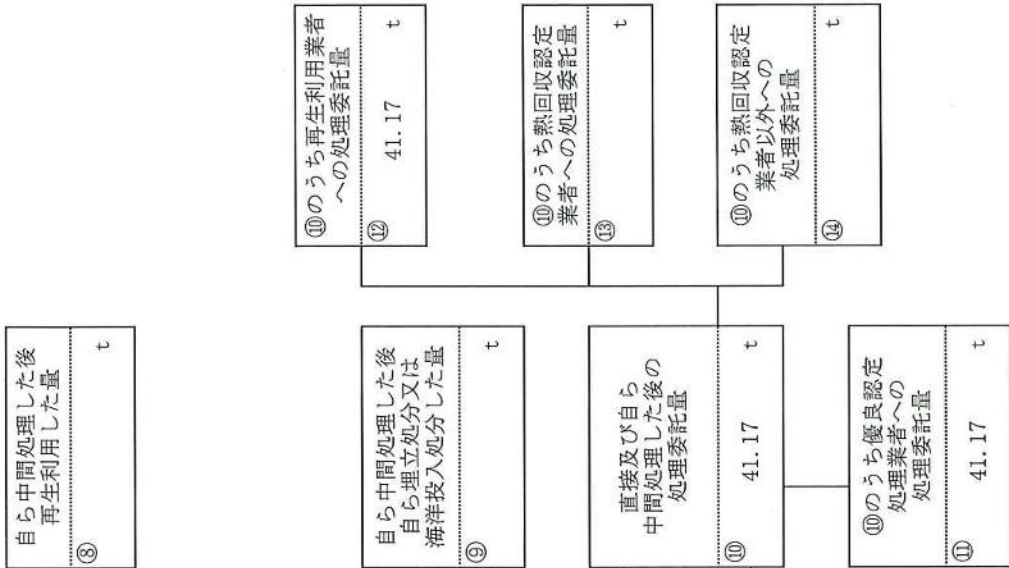 自ら中間処理した後
再生利用した量
⑧ t
自ら中間処理した後
自ら埋立処分又は
海洋投入処分した量
⑨ t
直接及び自ら
中間処理した後の
処理委託量
⑩ 41.17 t
⑩のうち優良認定
処理業者への
処理委託量
⑪ 41.17 t
⑩のうち再生利用業者
への処理委託量
⑫ 41.17 t
⑩のうち熱回収認定
業者への処理委託量
⑬ t
⑩のうち熱回収認定
業者以外への
処理委託量
⑭ t